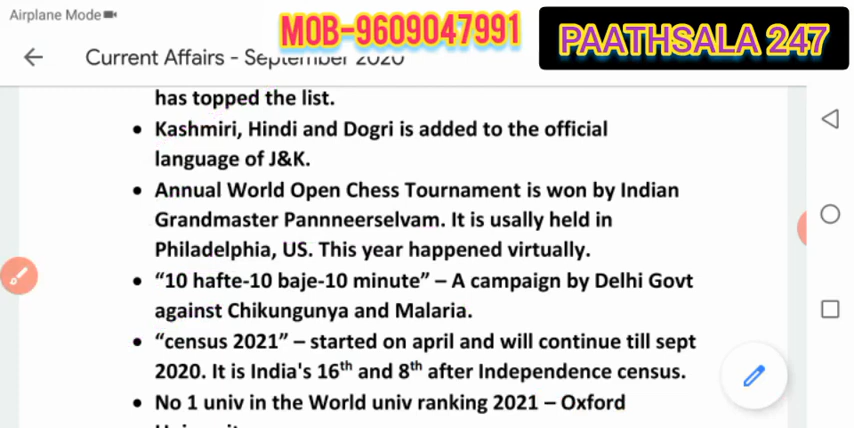 Airplane Mode
MOB-9609047991
PAATHSALA 247
Current Affairs - September 2020
has topped the list.
• Kashmiri, Hindi and Dogri is added to the official
language of J&K.
• Annual World Open Chess Tournament is won by Indian
Grandmaster Pannneerselvam. It is usally held in
Philadelphia, US. This year happened virtually.
• “10 hafte-10 baje-10 minute” – A campaign by Delhi Govt
against Chikungunya and Malaria.
• “census 2021” – started on april and will continue till sept
2020. It is India's 16th and 8th after Independence census.
• No 1 univ in the World univ ranking 2021 – Oxford